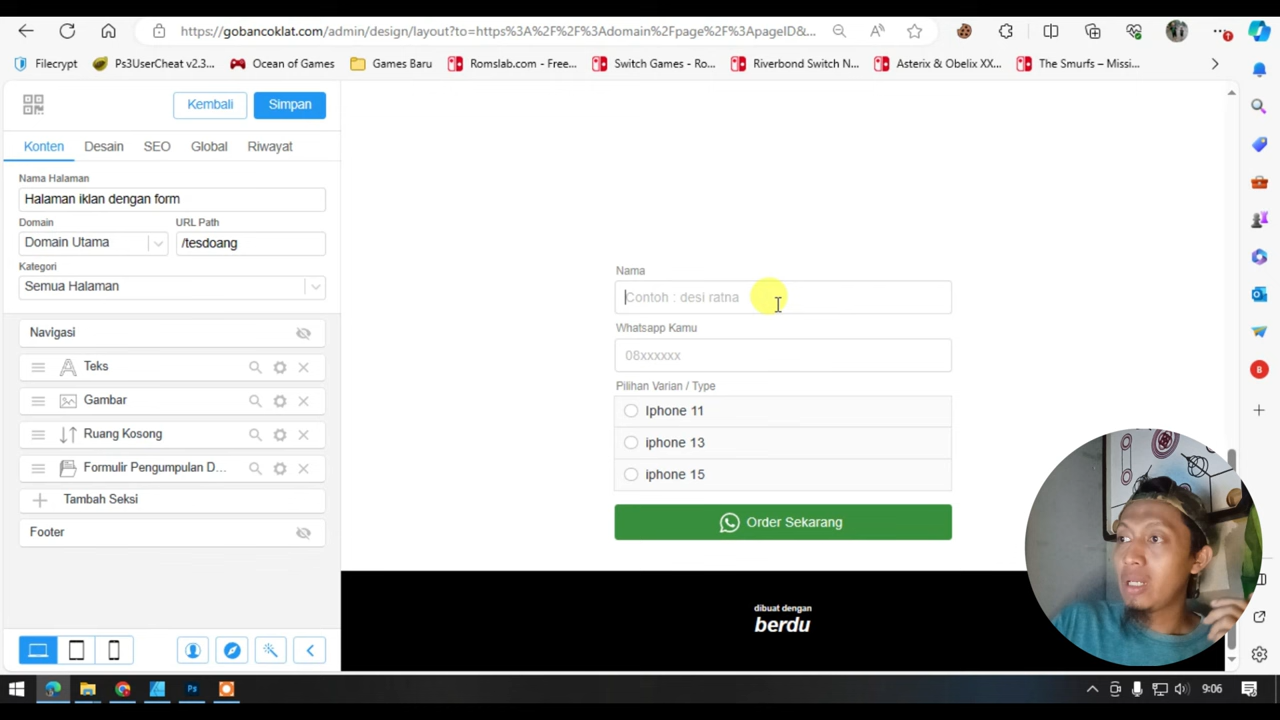 https://gobancoklat.com/admin/design/layout?to=https%3A%2F%2F%3Adomain%2Fpage%2F%3ApageID&...
Filecrypt
Ps3UserCheat v2.3...
Ocean of Games
Games Baru
Romslab.com - Free...
Switch Games - Ro...
Riverbond Switch N...
Asterix & Obelix XX...
The Smurfs – Missi...
Kembali
Simpan
Konten
Desain
SEO
Global
Riwayat
Nama Halaman
Halaman iklan dengan form
Domain
URL Path
Domain Utama
/tesdoang
Kategori
Semua Halaman
Navigasi
Teks
Gambar
Ruang Kosong
Formulir Pengumpulan D...
Tambah Seksi
Footer
Nama
Contoh : desi ratna
Whatsapp Kamu
08xxxxxx
Pilihan Varian / Type
Iphone 11
iphone 13
iphone 15
Order Sekarang
dibuat dengan
berdu
B
9:06